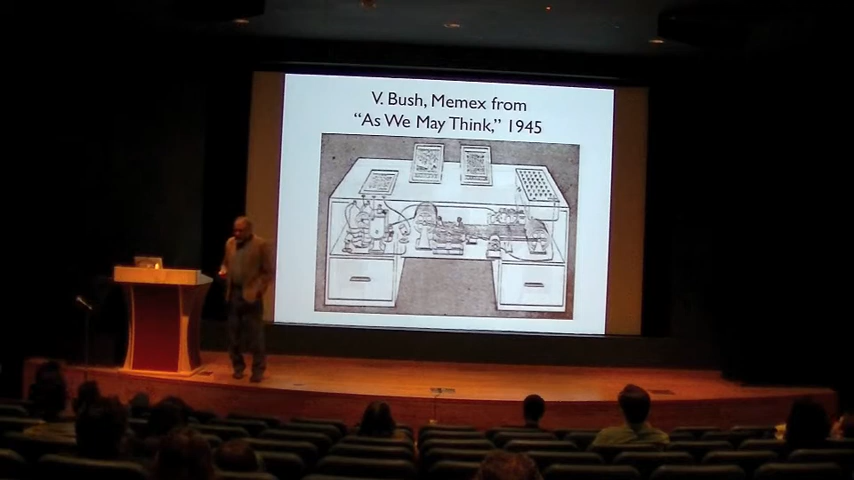 V. Bush, Memex from
“As We May Think,” 1945